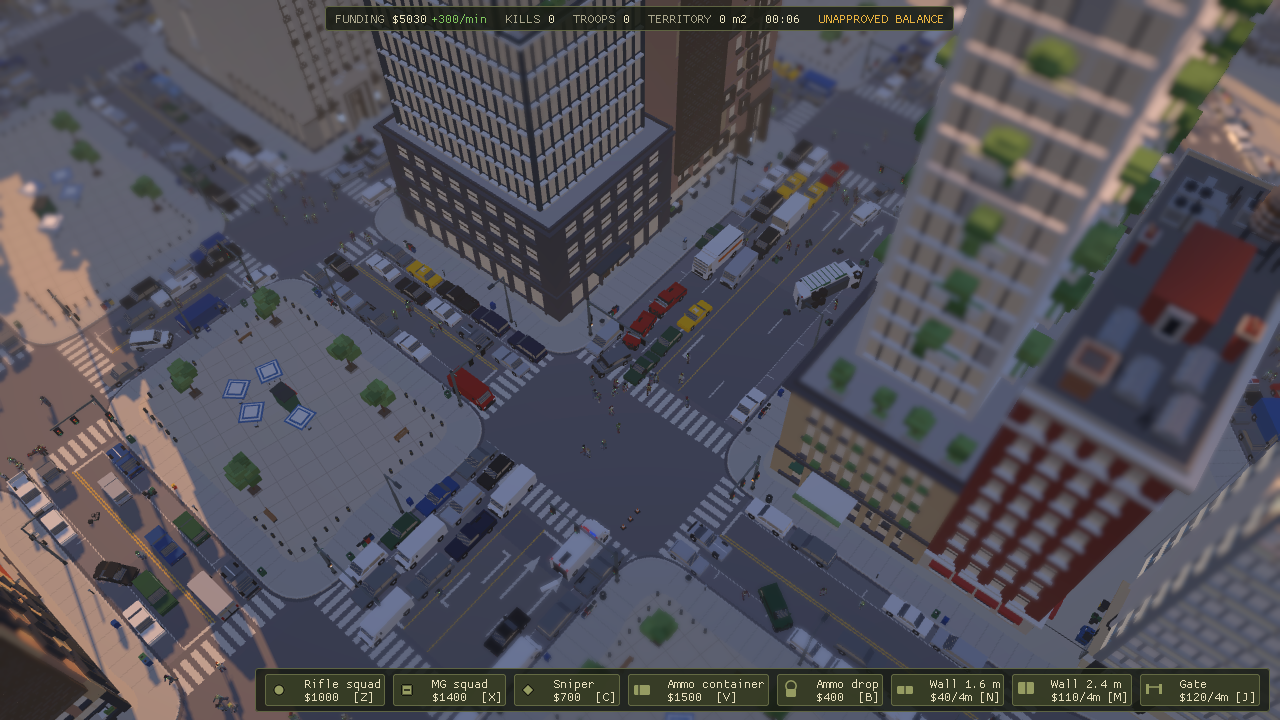 FUNDING $5030 +300/min KILLS 0 TROOPS 0 TERRITORY 0 m2 00:06 UNAPPROVED BALANCE
Rifle squad
$1000 [Z]
MG squad
$1400 [X]
Sniper
$700 [C]
Ammo container
$1500 [V]
Ammo drop
$400 [B]
Wall 1.6 m
$40/4m [N]
Wall 2.4 m
$110/4m [M]
Gate
$120/4m [J]